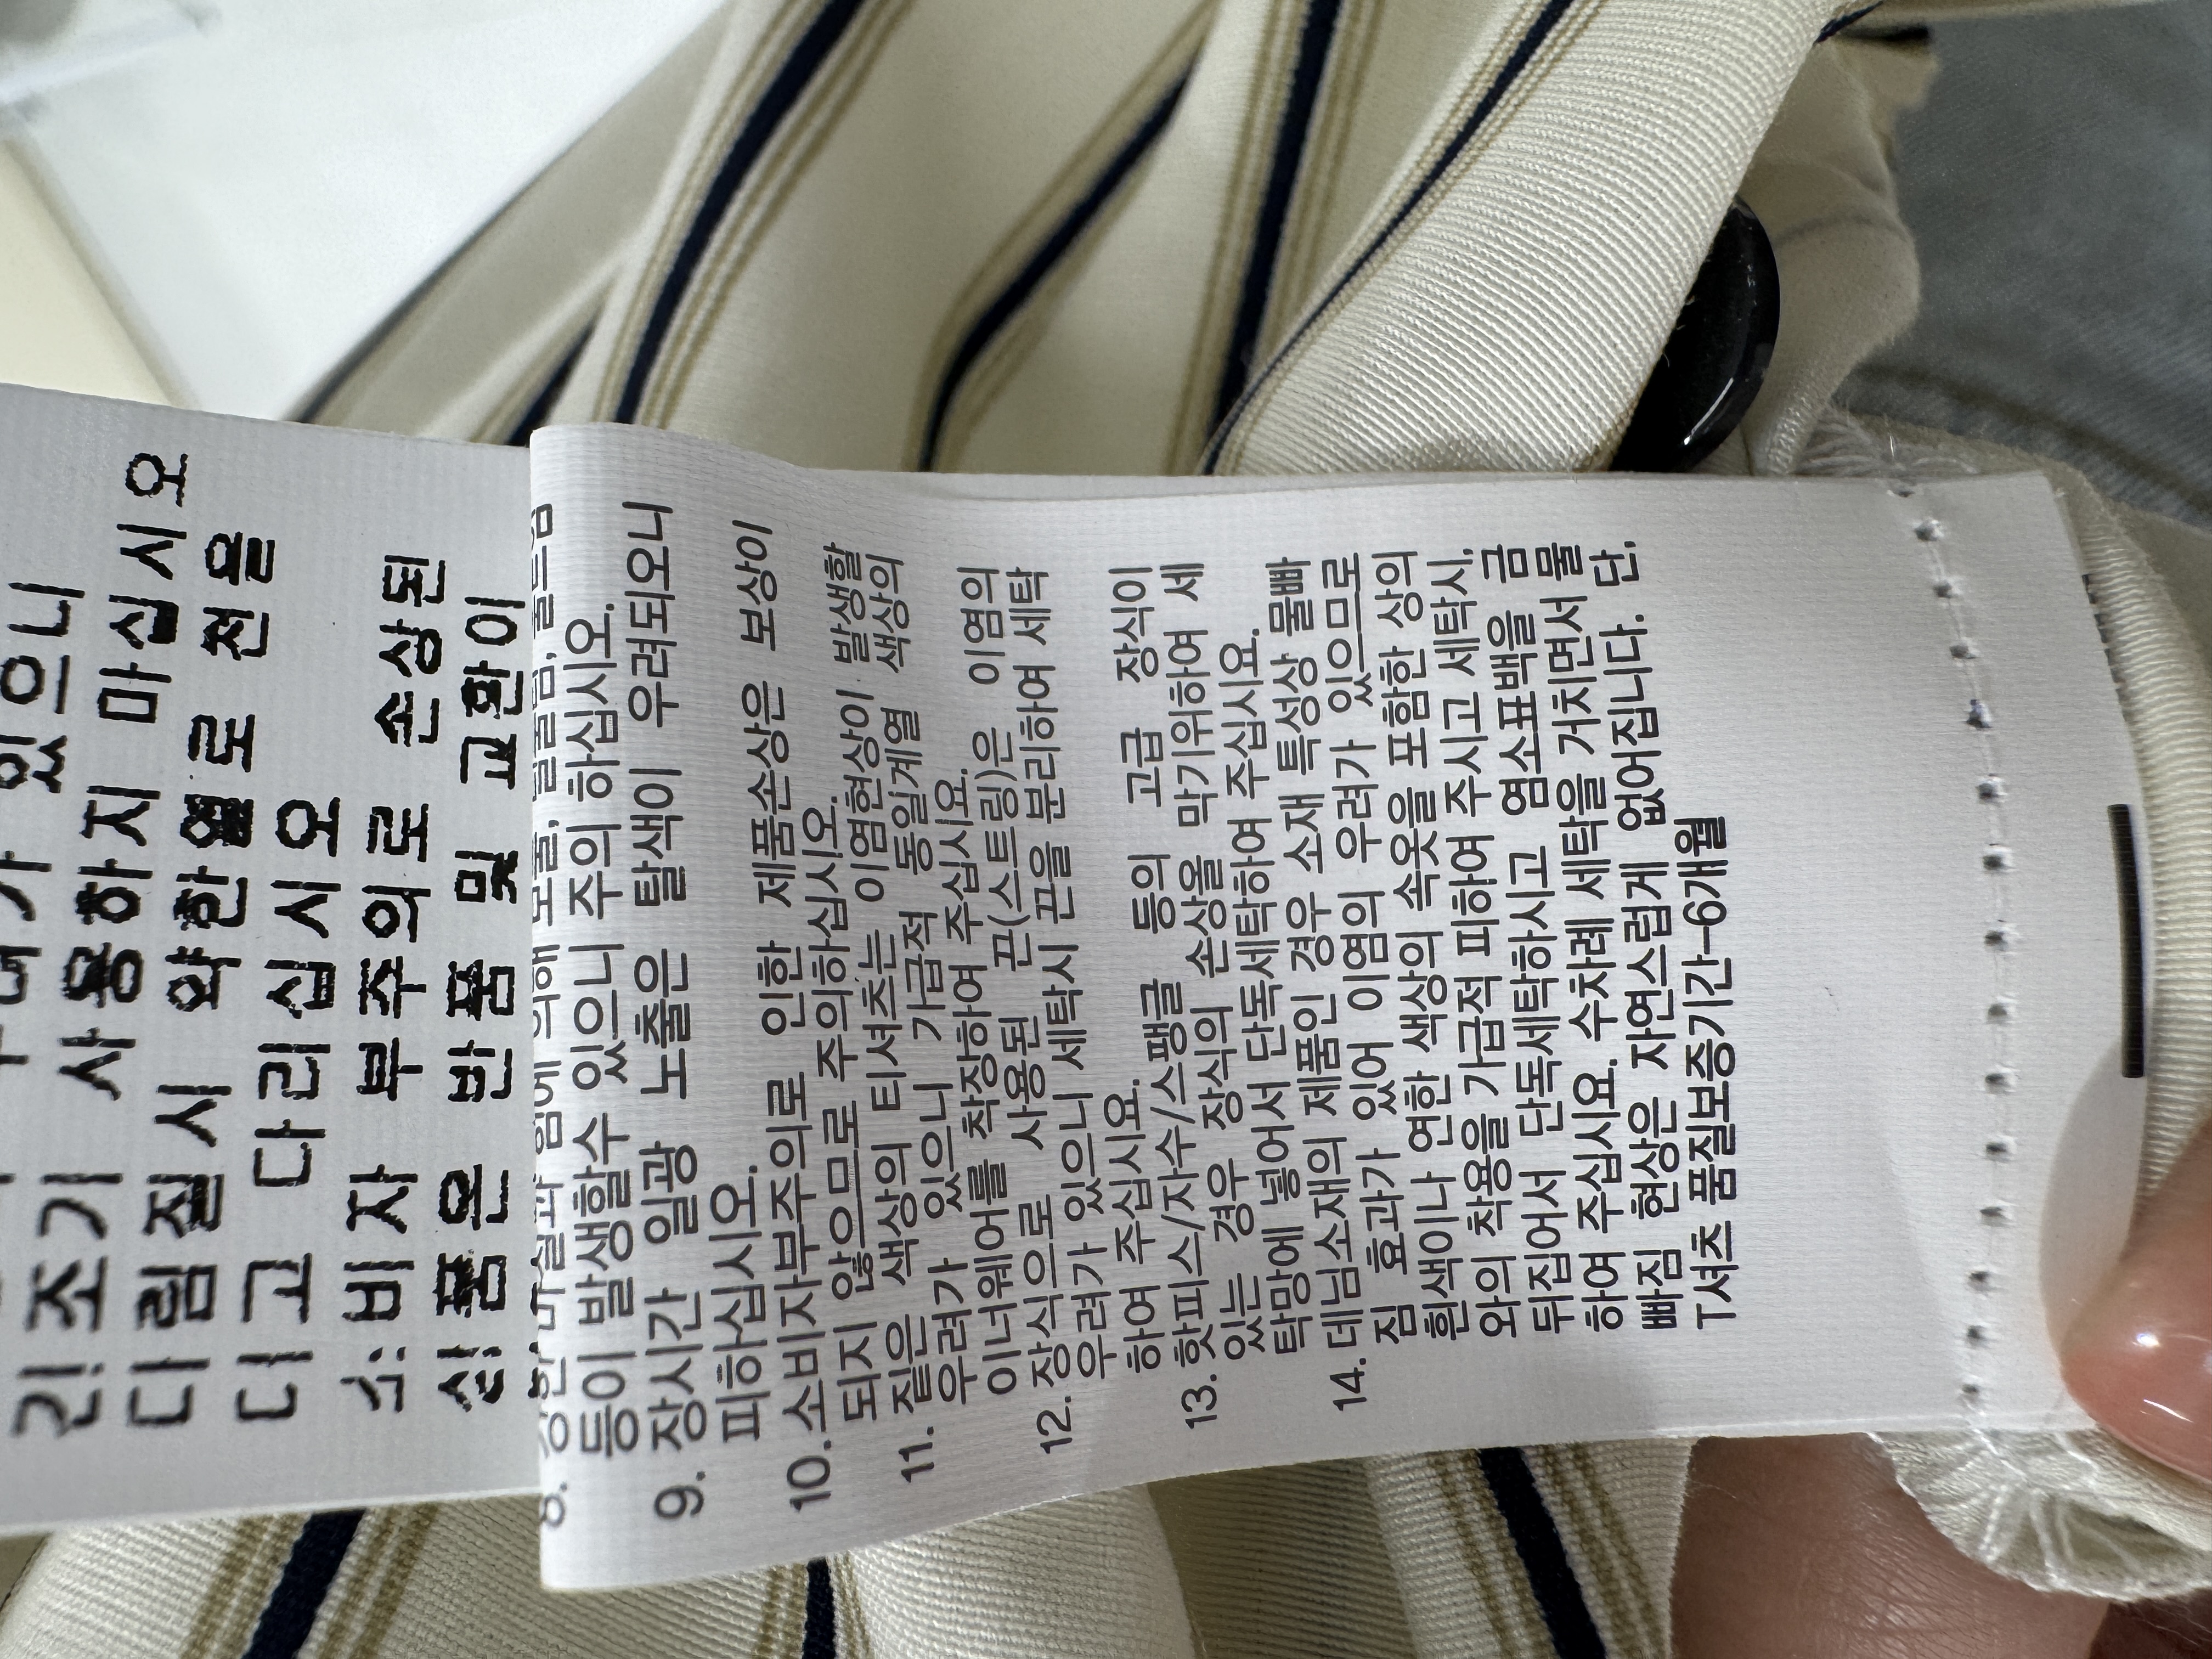 있으니
건조기 사용하지 마십시오
다림질시 약한열로 천을
대고 다리십시오
소비자 부주의로 손상된
상품은 반품 및 교환이
8.
등이 발생할수 있으니 주의 하십시오.
9. 장시간 일광 노출은 탈색이 우려되오니
피하십시오.
10.소비자부주의로 인한 제품손상은 보상이
되지 않으므로 주의하십시오.
11. 짙은 색상의 티셔츠는 이염현상이 발생할
우려가 있으니 가급적 동일계열 색상의
이너웨어를 착장하여 주십시요.
12. 장식으로 사용된 끈(스트링)은 이염의
우려가 있으니 세탁시 끈을 분리하여 세탁
하여 주십시요.
13. 핫피스/자수/스팽글 등의 고급 장식이
있는 경우 장식의 손상을 막기위하여 세
탁망에 넣어서 단독세탁하여 주십시요.
14. 데님소재의 제품인 경우 소재 특성상 물빠
짐 효과가 있어 이염의 우려가 있으므로
흰색이나 연한 색상의 속옷을 포함한 상의
와의 착용을 가급적 피하여 주시고 세탁시,
뒤집어서 단독세탁하시고 염소표백을 금
하여 주십시요. 수차례 세탁을 거치면서 물
빠짐 현상은 자연스럽게 없어집니다. 단.
T셔츠 품질보증기간-6개월